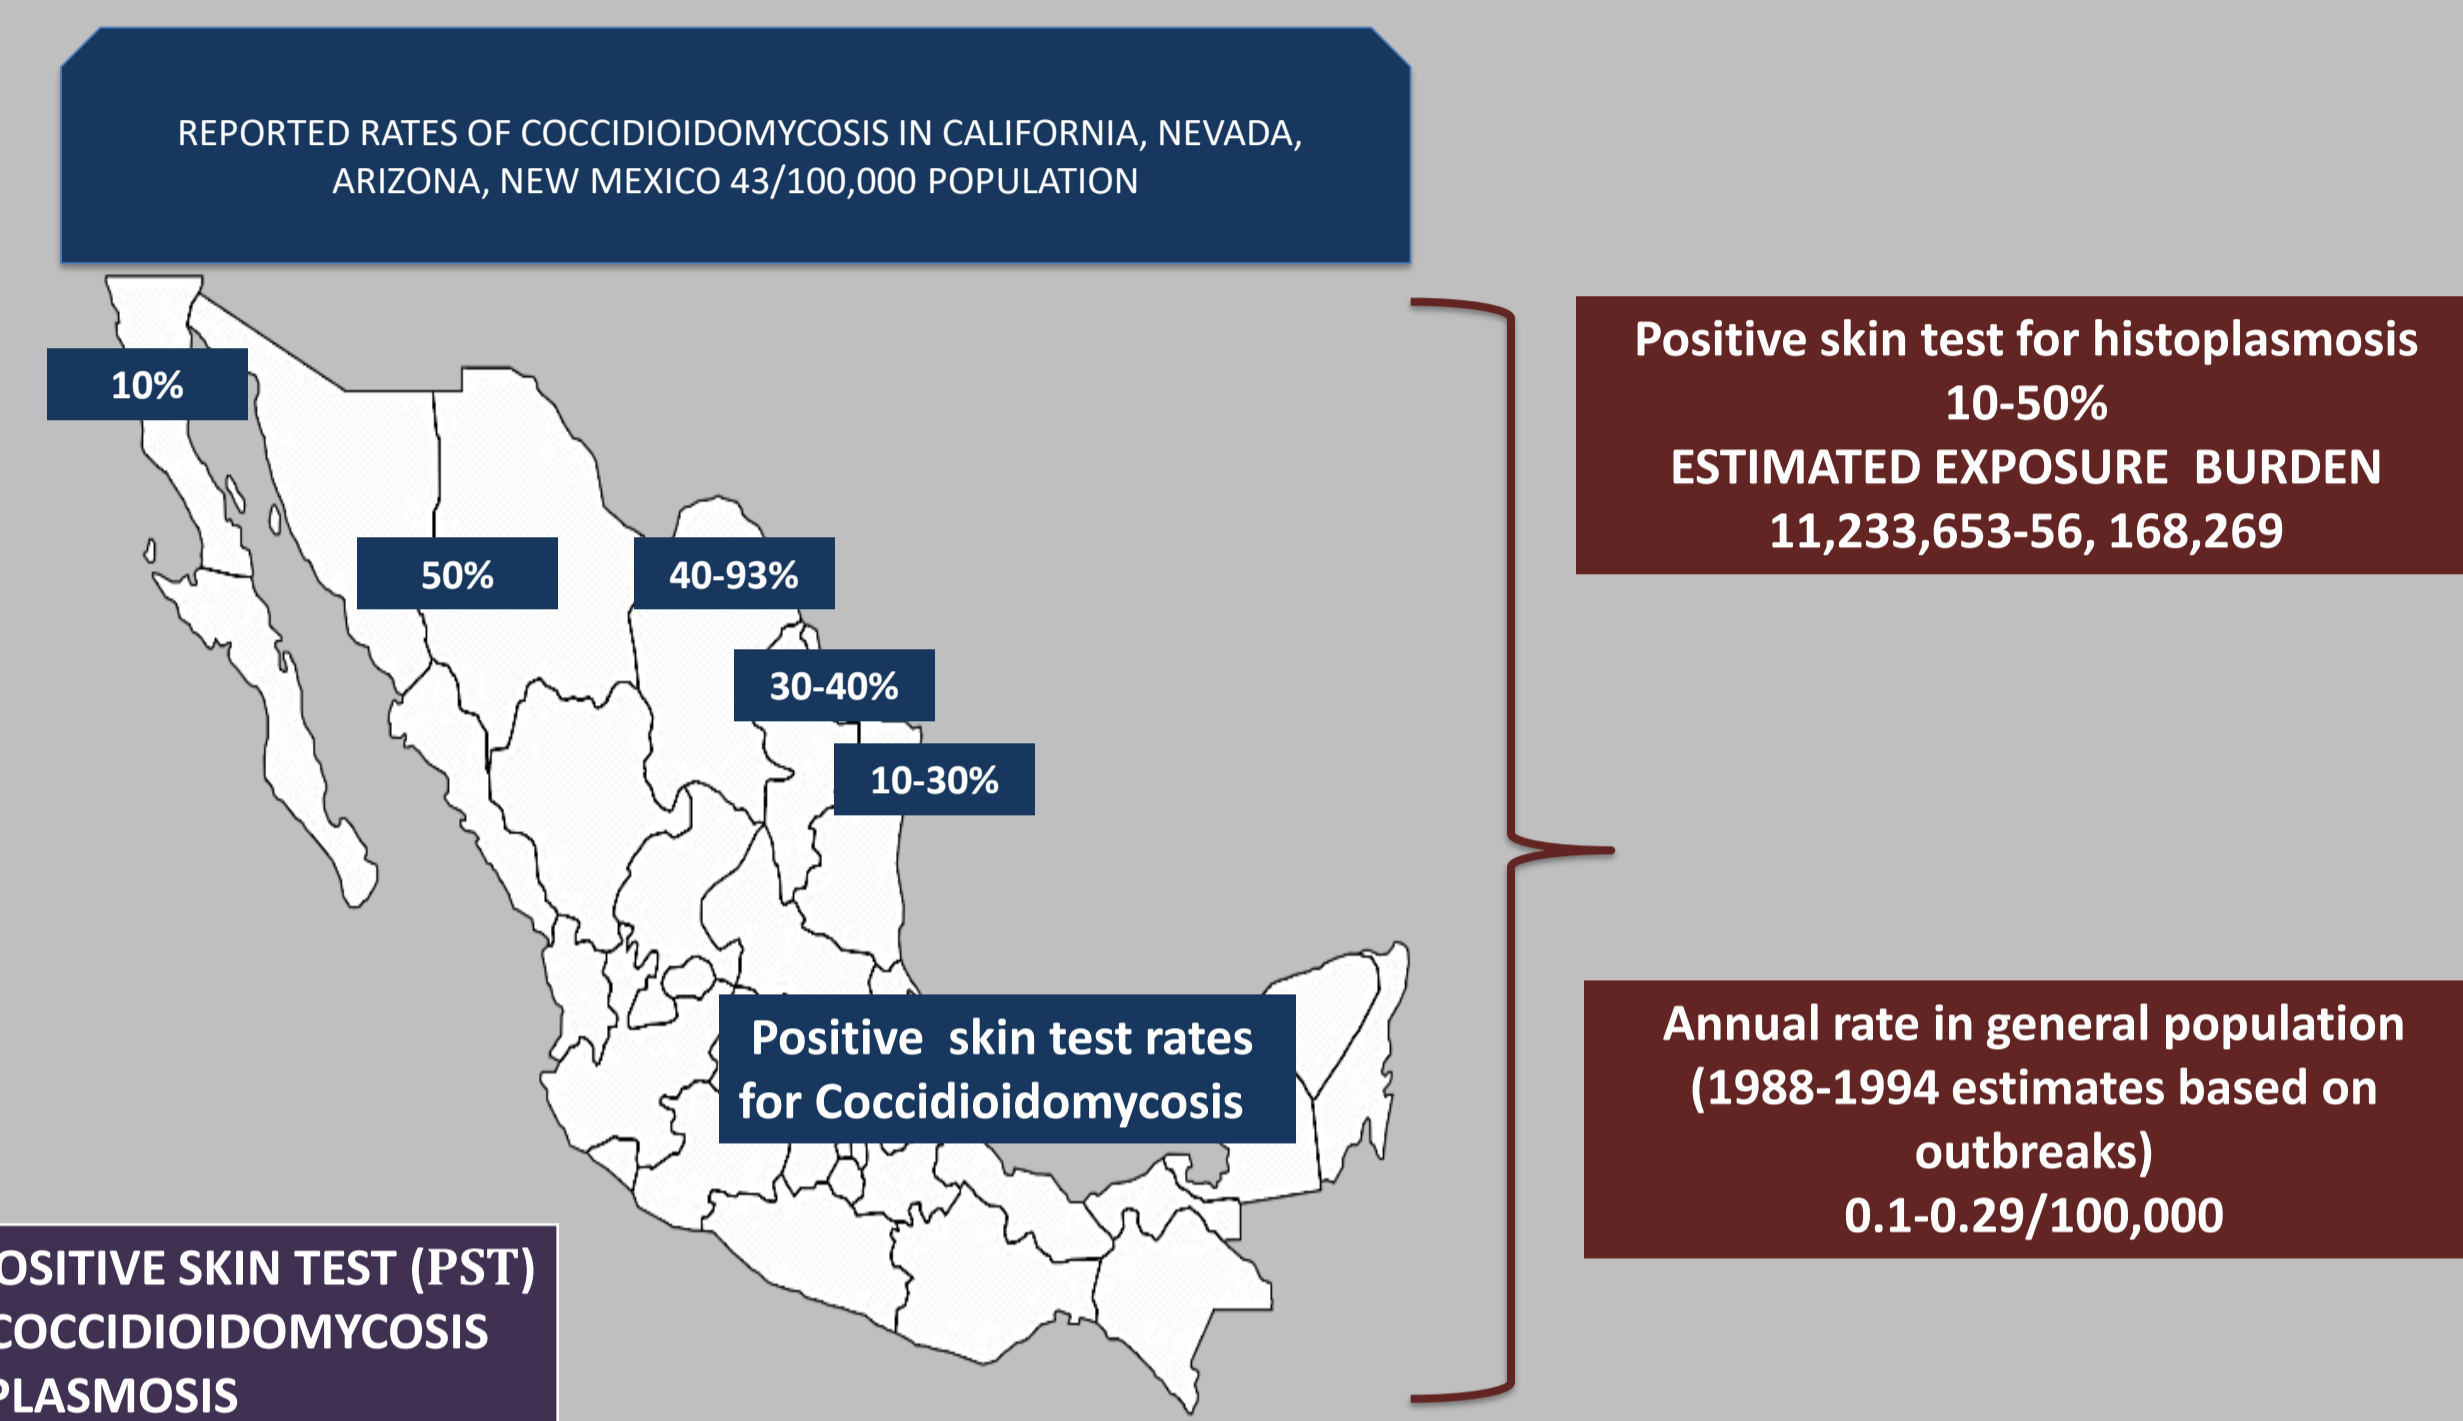 REPORTED RATES OF COCCIDIOIDOMYCOSIS IN CALIFORNIA, NEVADA,
ARIZONA, NEW MEXICO 43/100,000 POPULATION
10%
50%
40-93%
30-40%
10-30%
Positive skin test rates
for Coccidioidomycosis
Positive skin test for histoplasmosis
10-50%
ESTIMATED EXPOSURE BURDEN
11,233,653-56, 168,269
Annual rate in general population
(1988-1994 estimates based on
outbreaks)
0.1-0.29/100,000
OSITIVE SKIN TEST (PST)
COCCIDIOIDOMYCOSIS
PLASMOSIS